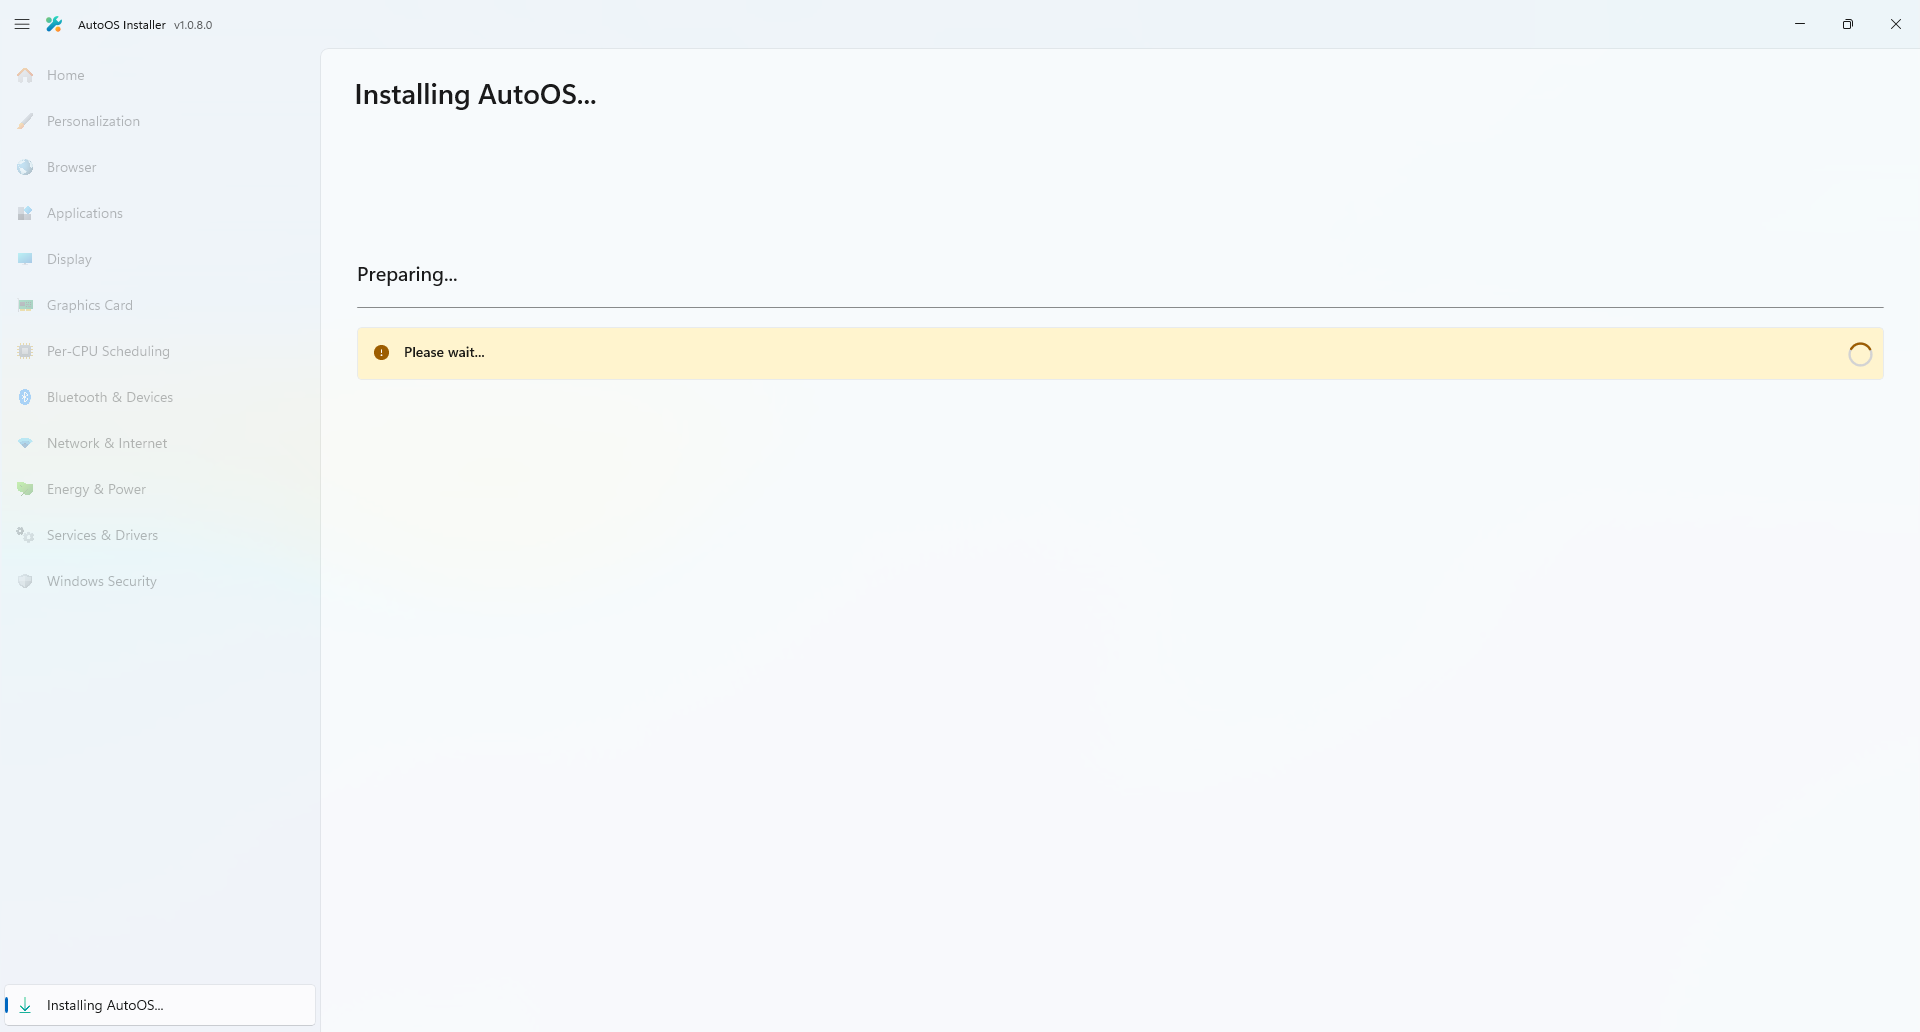 AutoOS Installer v1.0.8.0
Home
Personalization
Browser
Applications
Display
Graphics Card
Per-CPU Scheduling
Bluetooth & Devices
Network & Internet
Energy & Power
Services & Drivers
Windows Security
Installing AutoOS...
Installing AutoOS...
Preparing...
Please wait...